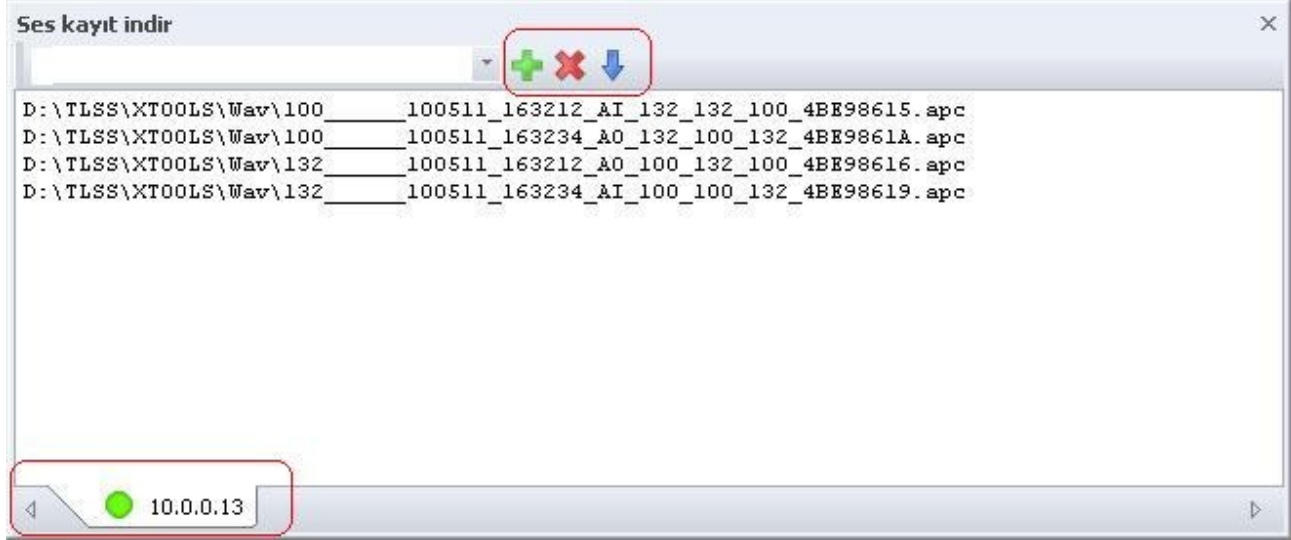 Ses kayıt indir
D:\TLSS\XTOOLS\Wav\100______100511_163212_AI_132_132_100_4BE98615.apc
D:\TLSS\XTOOLS\Wav\100______100511_163234_AO_132_100_132_4BE9861A.apc
D:\TLSS\XTOOLS\Wav\132______100511_163212_AO_100_132_100_4BE98616.apc
D:\TLSS\XTOOLS\Wav\132______100511_163234_AI_100_100_132_4BE98619.apc
10.0.0.13